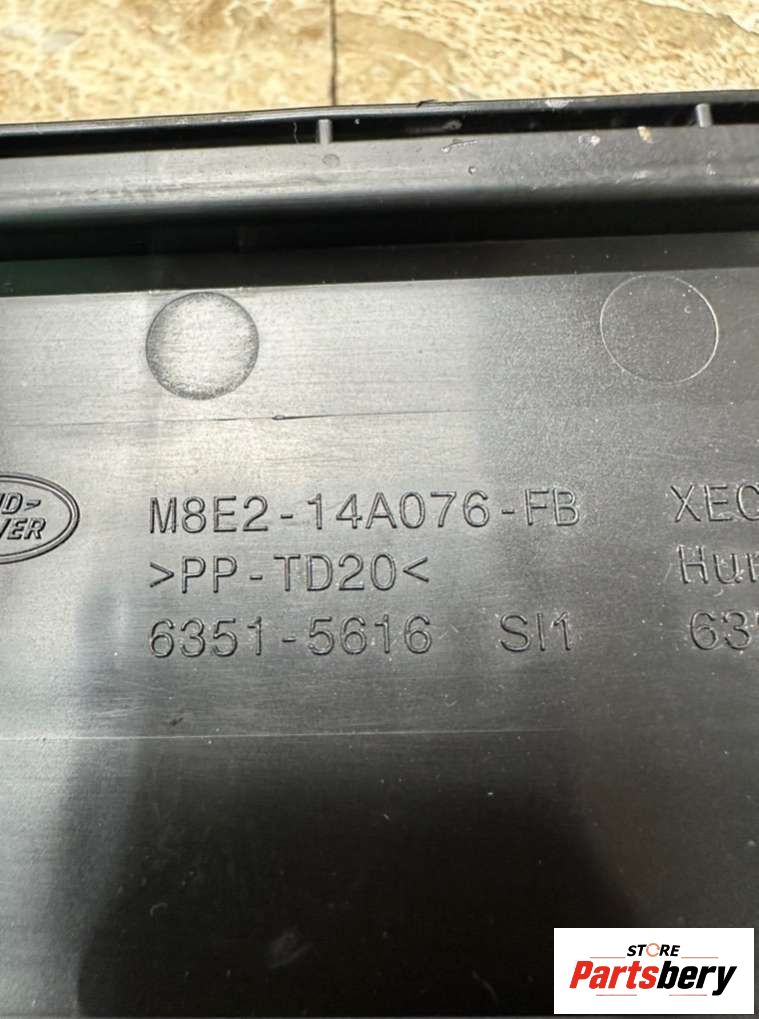 M8E2-14A076-FB
>PP-TD20<
6351-5616 SI1
STORE
Partsbery